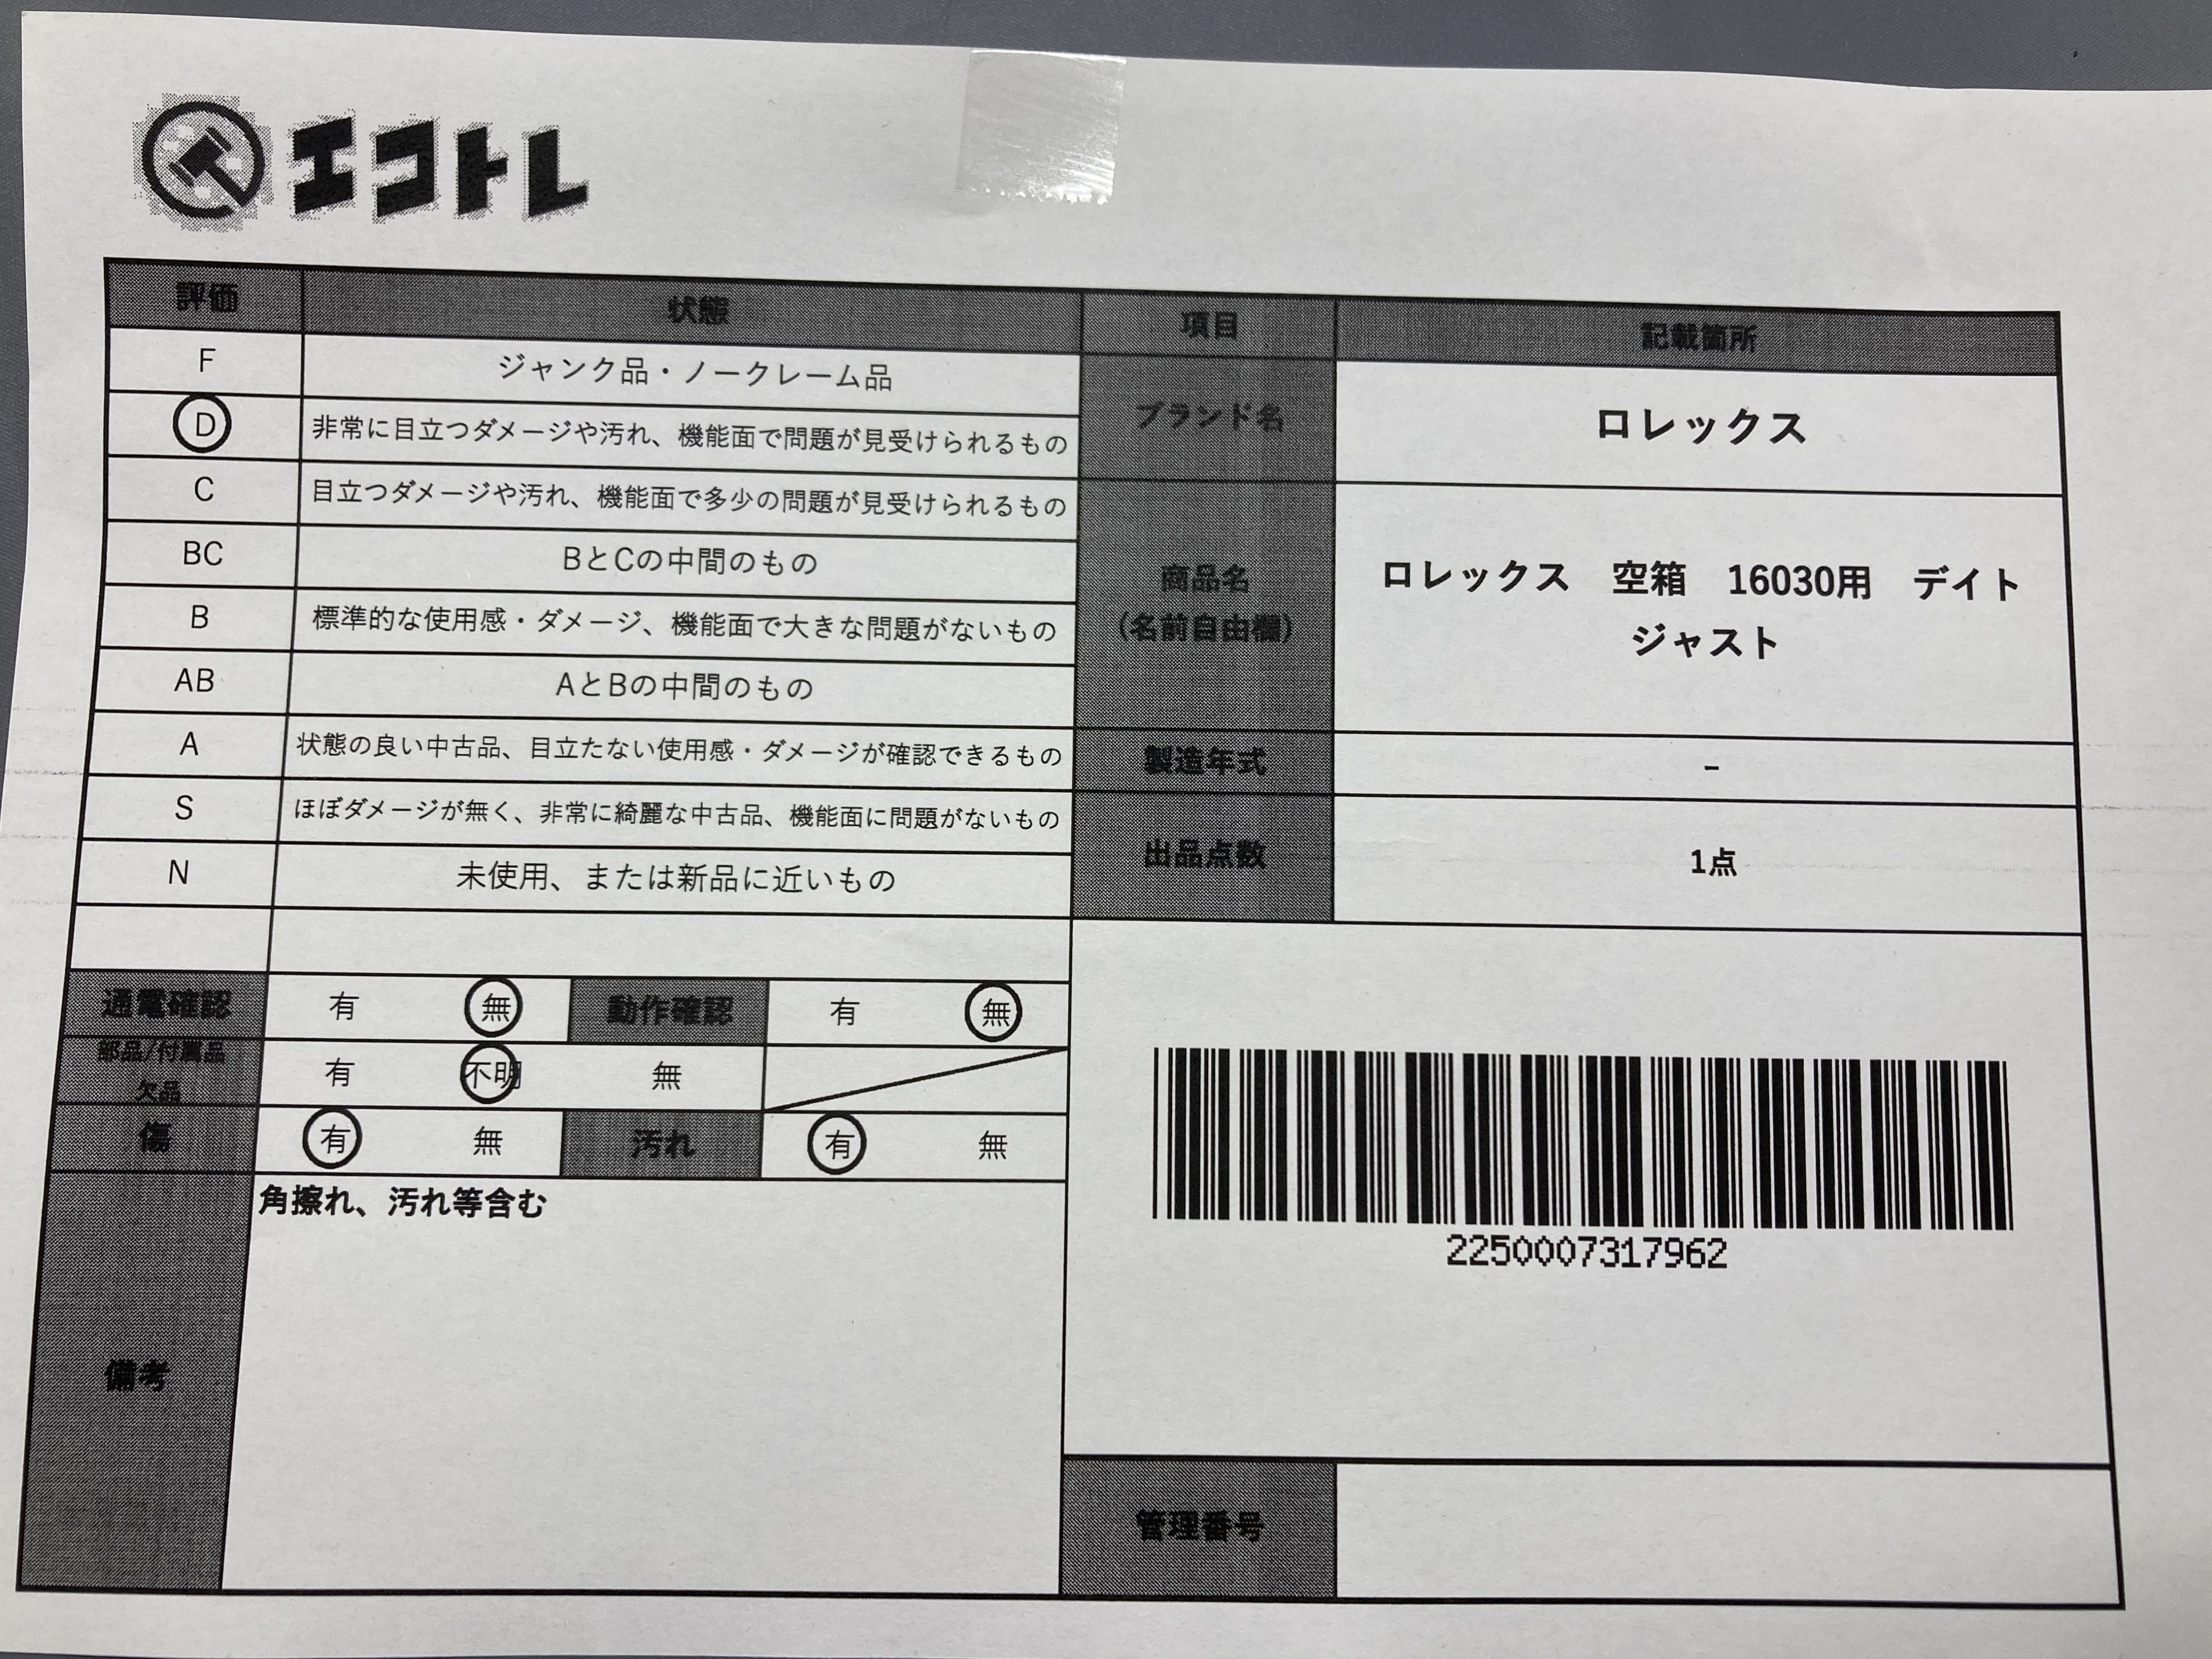 エコトレ
評価 状態 項目 記載箇所
F ジャンク品・ノークレーム品
D 非常に目立つダメージや汚れ、機能面で問題が見受けられるもの
ブランド名 ロレックス
C 目立つダメージや汚れ、機能面で多少の問題が見受けられるもの
BC BとCの中間のもの
B 標準的な使用感・ダメージ、機能面で大きな問題がないもの
商品名
(名前自由欄)
ロレックス 空箱 16030用 デイト
ジャスト
AB AとBの中間のもの
A 状態の良い中古品、目立たない使用感・ダメージが確認できるもの
製造年式 −
S ほぼダメージが無く、非常に綺麗な中古品、機能面に問題がないもの
出品点数 1点
N 未使用、または新品に近いもの
通電確認 有 無 動作確認 有 無
部品/付属品
欠品
有 不明 無
傷 有 無 汚れ 有 無
備考
角擦れ、汚れ等含む
2250007317962
管理番号